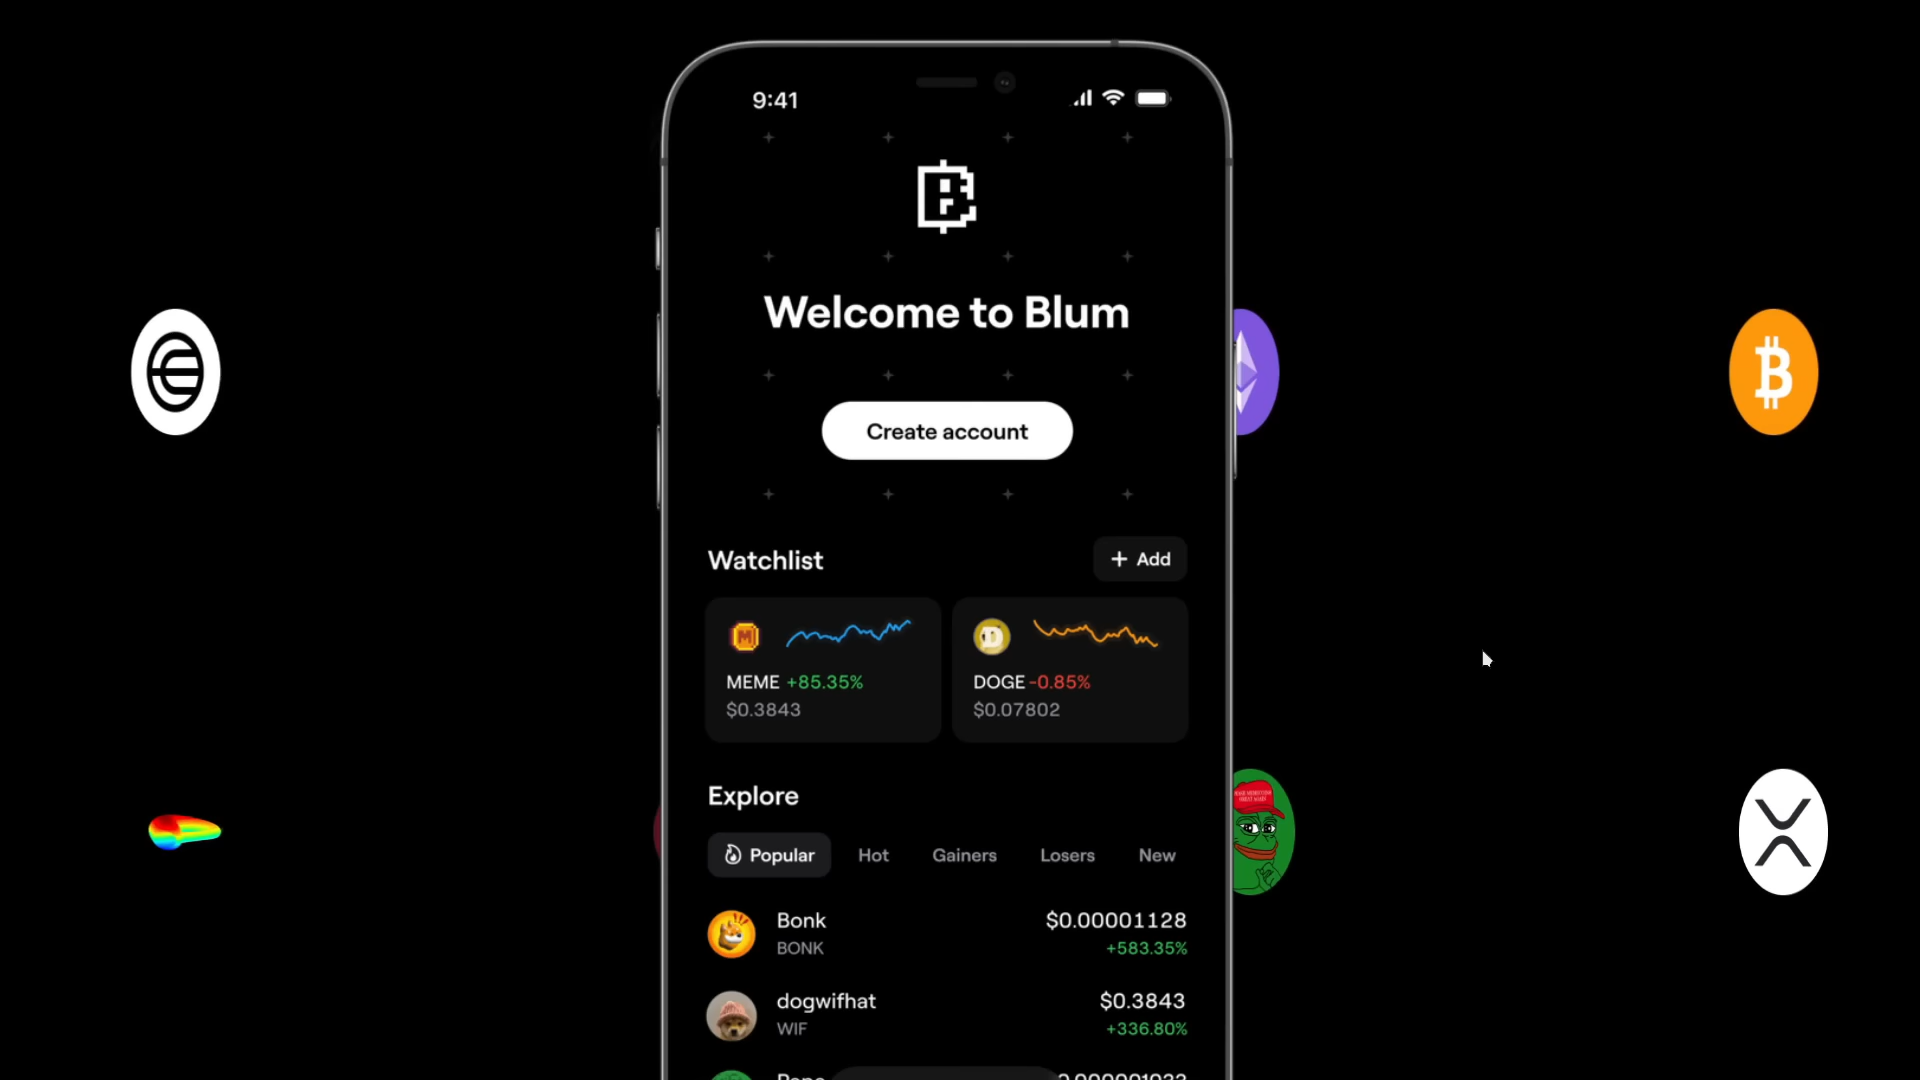 9:41
Welcome to Blum
Create account
Watchlist
+ Add
MEME +85.35%
$0.3843
DOGE -0.85%
$0.07802
Explore
Popular Hot Gainers Losers New
Bonk $0.00001128
BONK +583.35%
dogwifhat $0.3843
WIF +336.80%